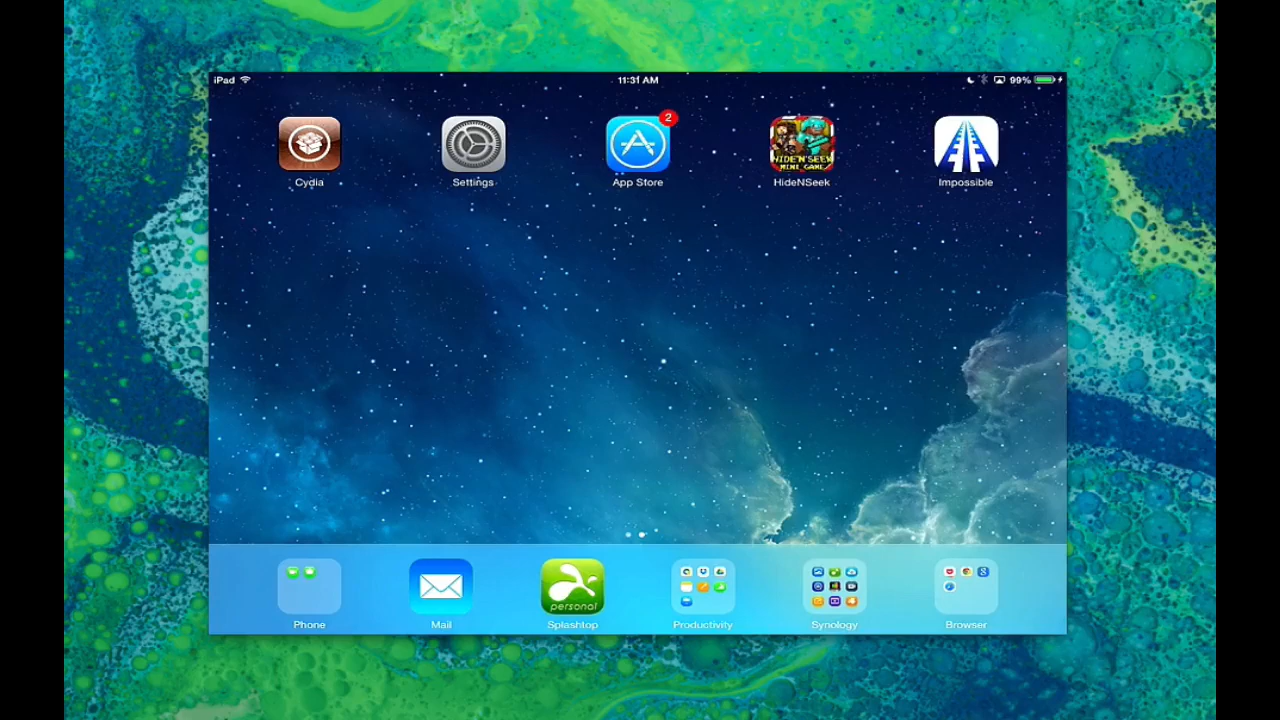 iPad 11:31 AM 99%
2
HIDE'N'SEEK
MINI GAME
Cydia Settings App Store HideNSeek Impossible
personal
Phone Mail Splashtop Productivity Synology Browser